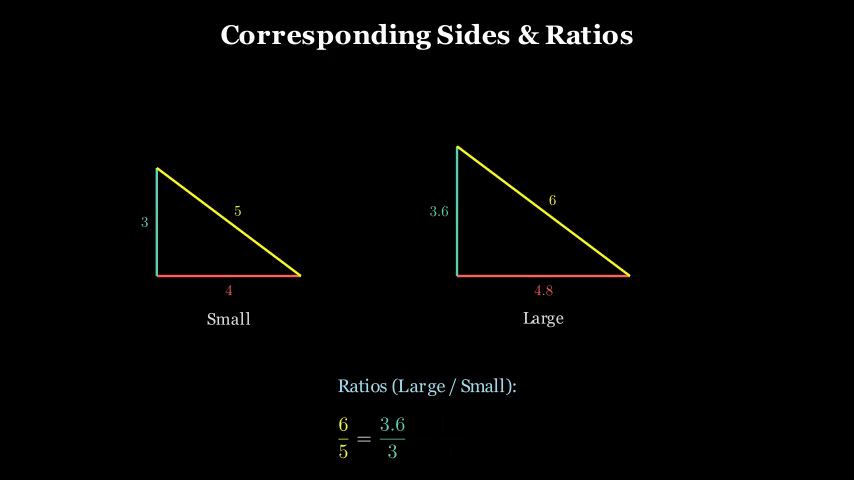 Corresponding Sides & Ratios
3
5
4
Small
3.6
6
4.8
Large
Ratios (Large / Small):
6/5 = 3.6/3